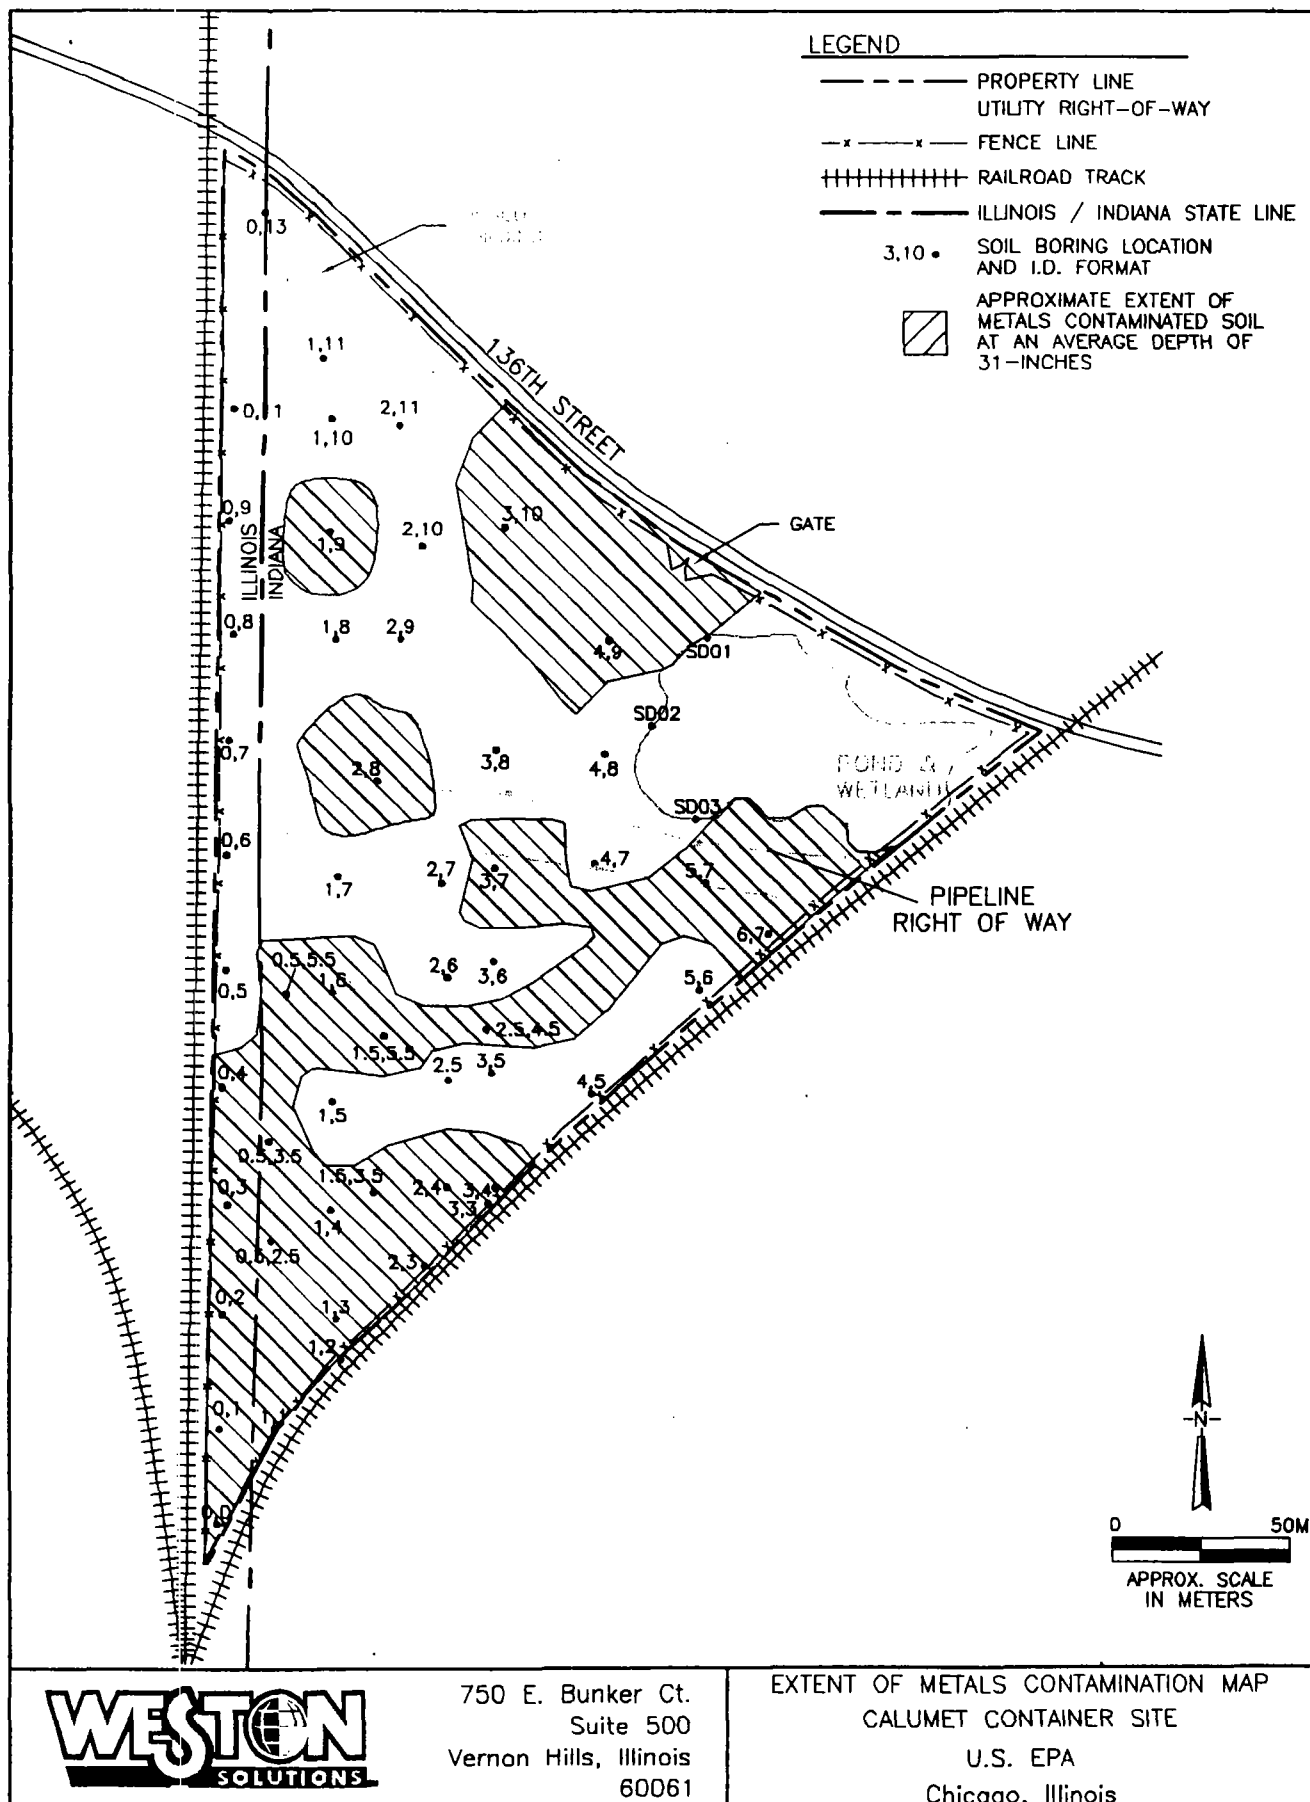 LEGEND
PROPERTY LINE
UTILITY RIGHT-OF-WAY
FENCE LINE
RAILROAD TRACK
ILLINOIS / INDIANA STATE LINE
3,10
SOIL BORING LOCATION
AND I.D. FORMAT
APPROXIMATE EXTENT OF
METALS CONTAMINATED SOIL
AT AN AVERAGE DEPTH OF
31-INCHES
0,13
1,11
136TH STREET
0,11
1,10
2,11
0,9
1,9
2,10
3,10
GATE
ILLINOIS
INDIANA
0,8
1,8
2,9
4,9
SD01
SD02
0,7
2,8
3,8
4,8
POND &
WETLAND
SD03
0,6
1,7
2,7
3,7
4,7
5,7
PIPELINE
RIGHT OF WAY
6,7
0,5
0.5,5.5
1,6
2,6
3,6
5,6
1.5,5.5
2.5,4.5
0,4
2.5
3,5
4,5
1,5
0.5,3.5
0,3
1.5,3.5
2,4
3,4
3,3
1,4
0.5,2.5
2,3
0,2
1,3
1,2
0,1
1,1
0,0
N
0 50M
APPROX. SCALE
IN METERS
WESTON
SOLUTIONS
750 E. Bunker Ct.
Suite 500
Vernon Hills, Illinois
60061
EXTENT OF METALS CONTAMINATION MAP
CALUMET CONTAINER SITE
U.S. EPA
Chicago, Illinois